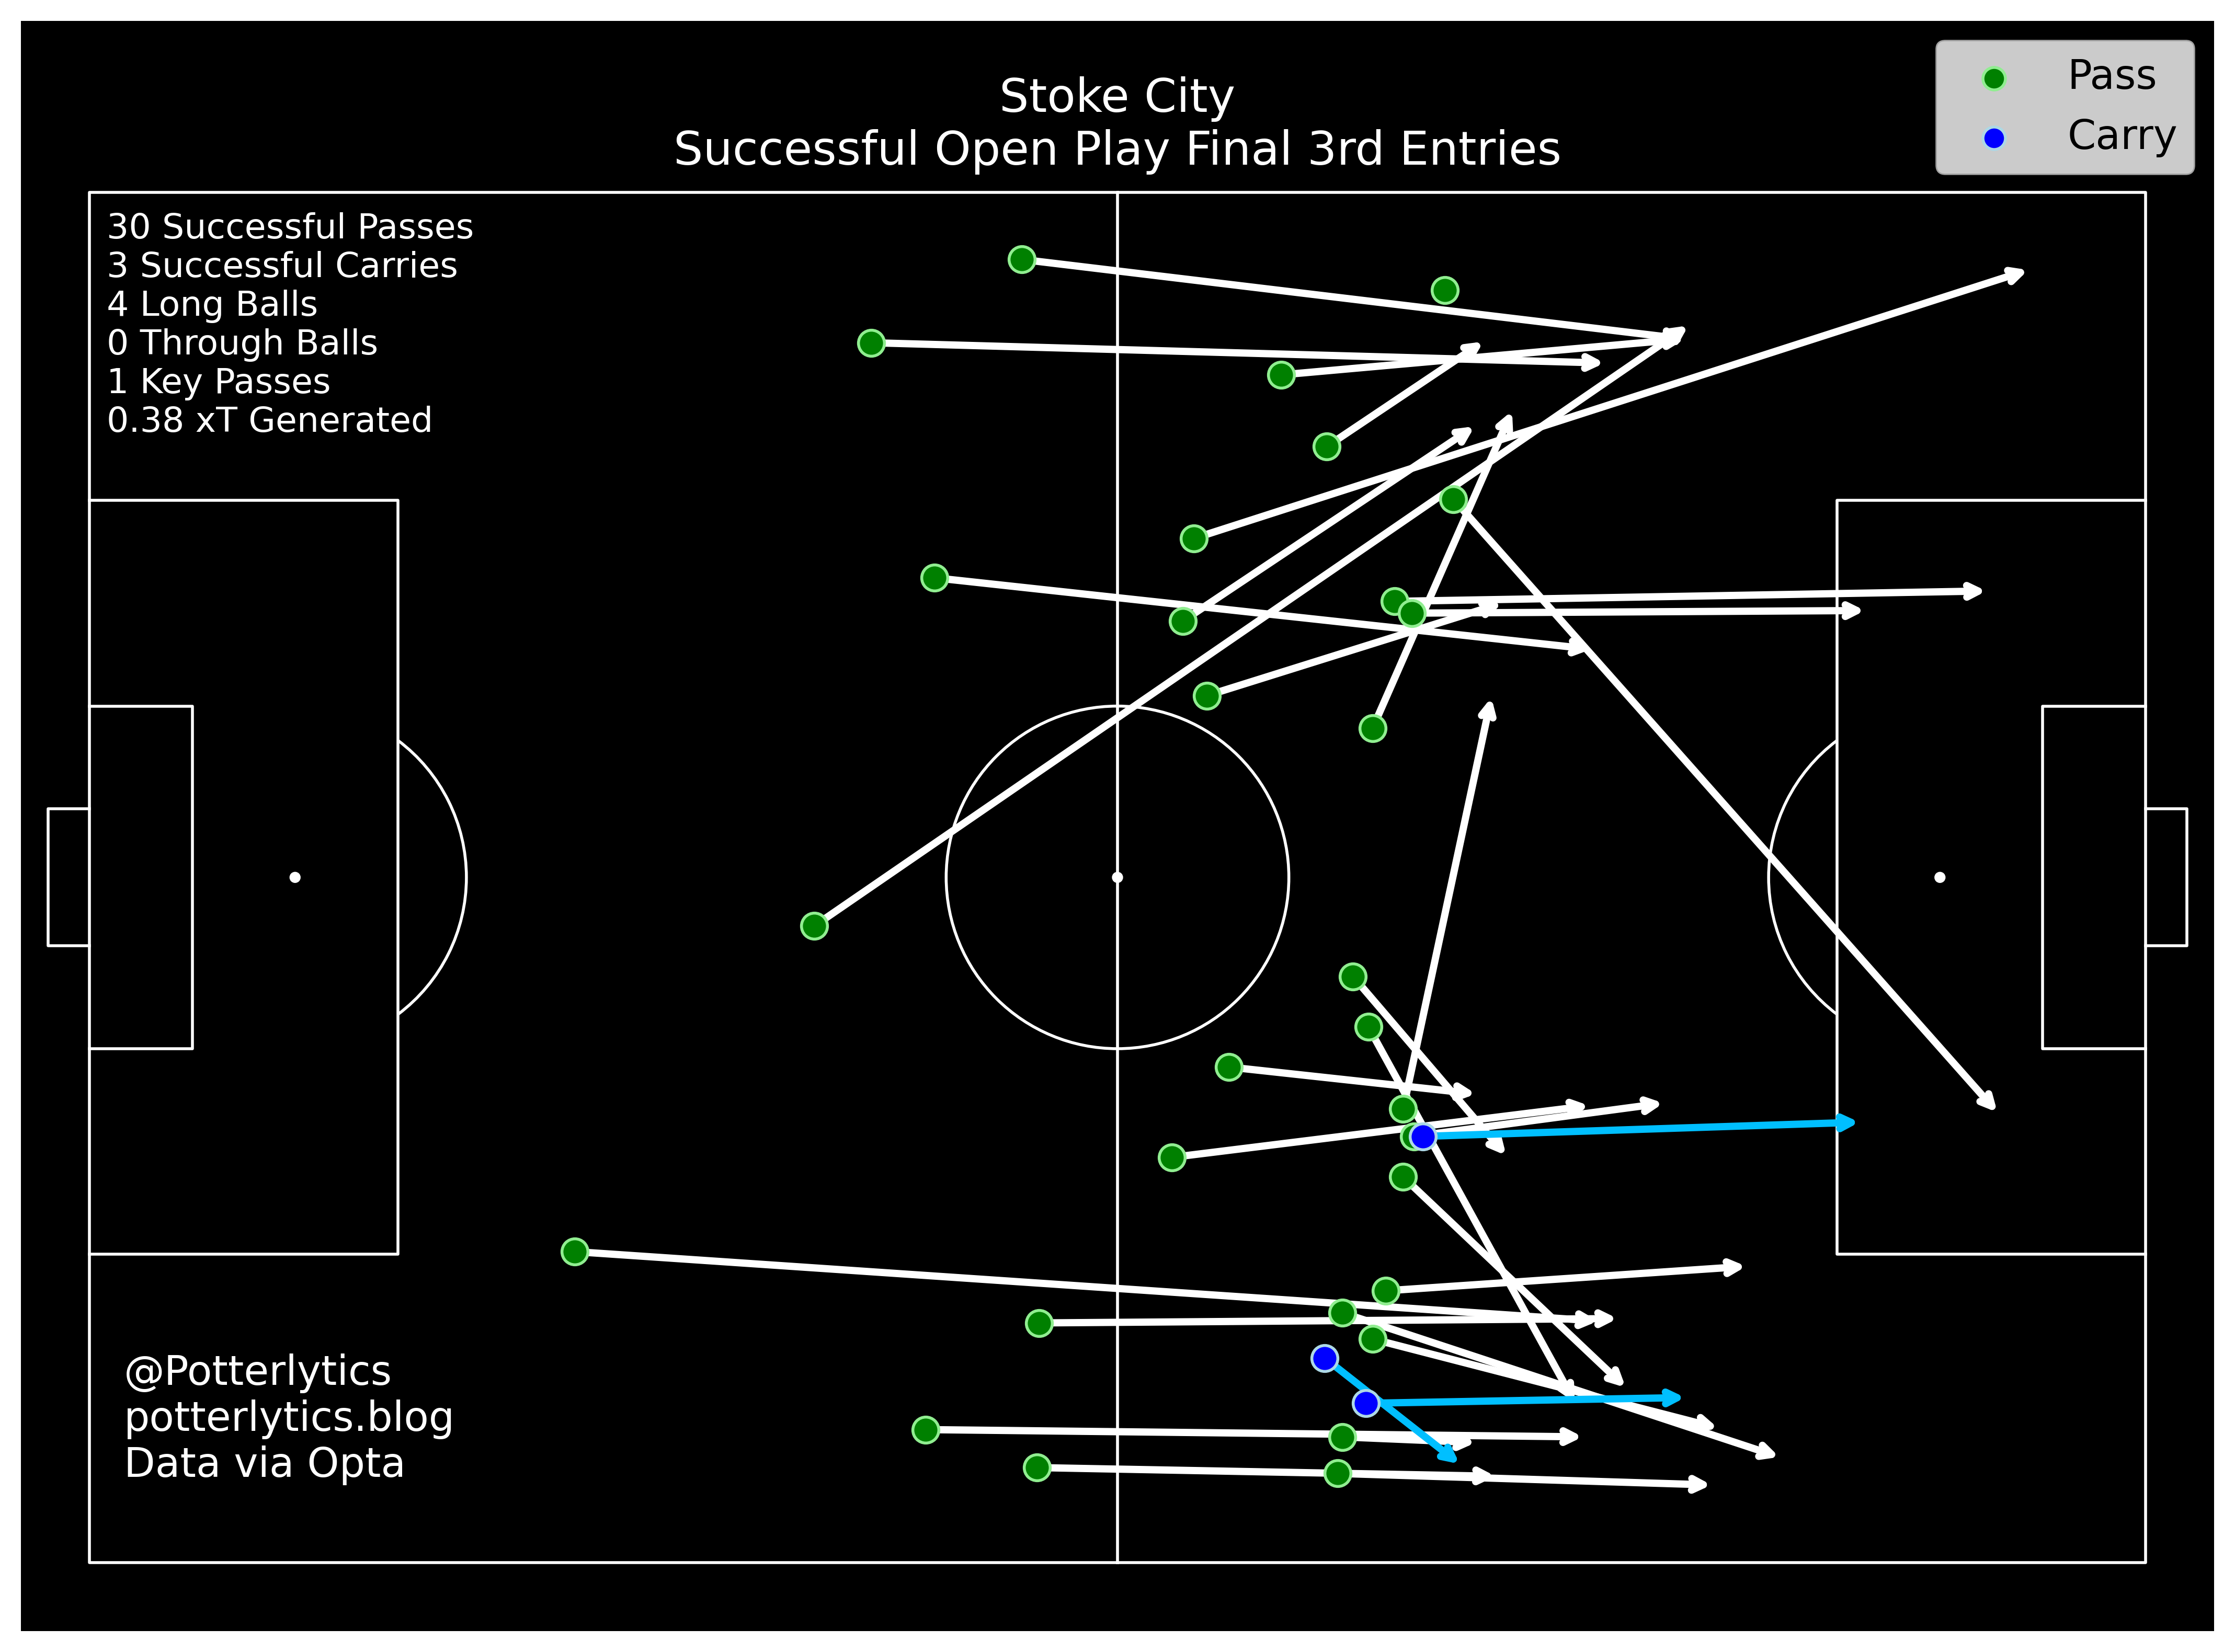 Stoke City
Successful Open Play Final 3rd Entries
Pass
Carry
30 Successful Passes
3 Successful Carries
4 Long Balls
0 Through Balls
1 Key Passes
0.38 xT Generated
@Potterlytics
potterlytics.blog
Data via Opta